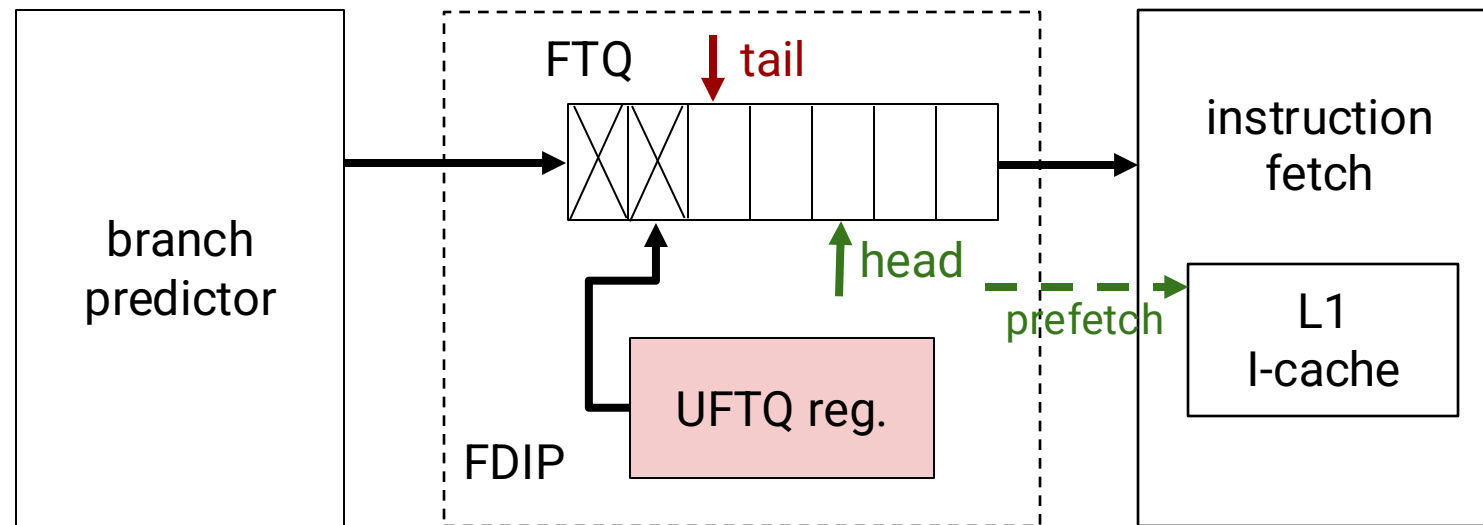 branch
predictor
FTQ
tail
head
prefetch
UFTQ reg.
FDIP
instruction
fetch
L1
I-cache